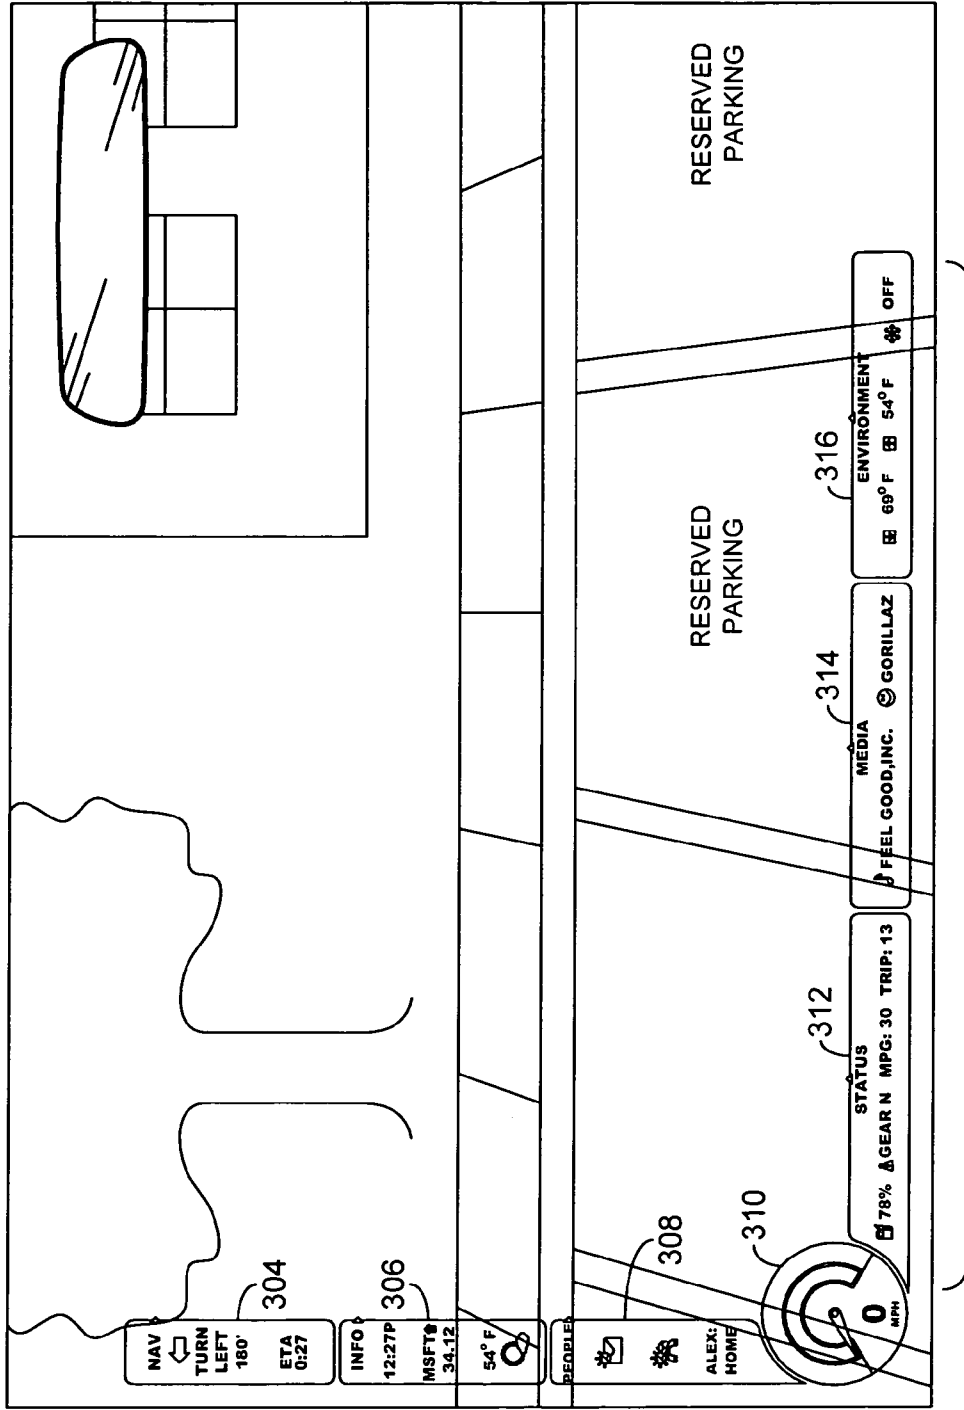 RESERVED
PARKING
RESERVED
PARKING
NAV
TURN
LEFT
180'
ETA
0:27
304
INFO
12:27P
MSFT
34.12
54° F
306
PEOPLE
ALEX:
HOME
308
310
0
MPH
312
STATUS
78% GEAR N MPG: 30 TRIP: 13
314
MEDIA
FEEL GOOD,INC. GORILLAZ
316
ENVIRONMENT
69° F 54° F OFF